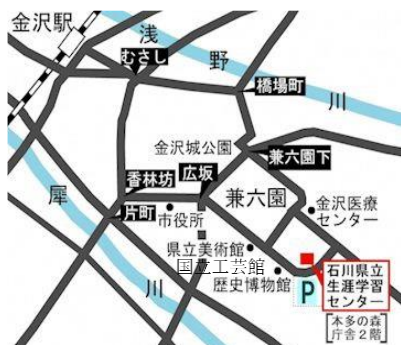 金沢駅
浅
野
川
むさし
橋場町
金沢城公園
兼六園下
香林坊
広坂
兼六園
金沢医療
センター
犀
川
片町
市役所
県立美術館
国立工芸館
歴史博物館
P
石川県立
生涯学習
センター
本多の森
庁舎2階